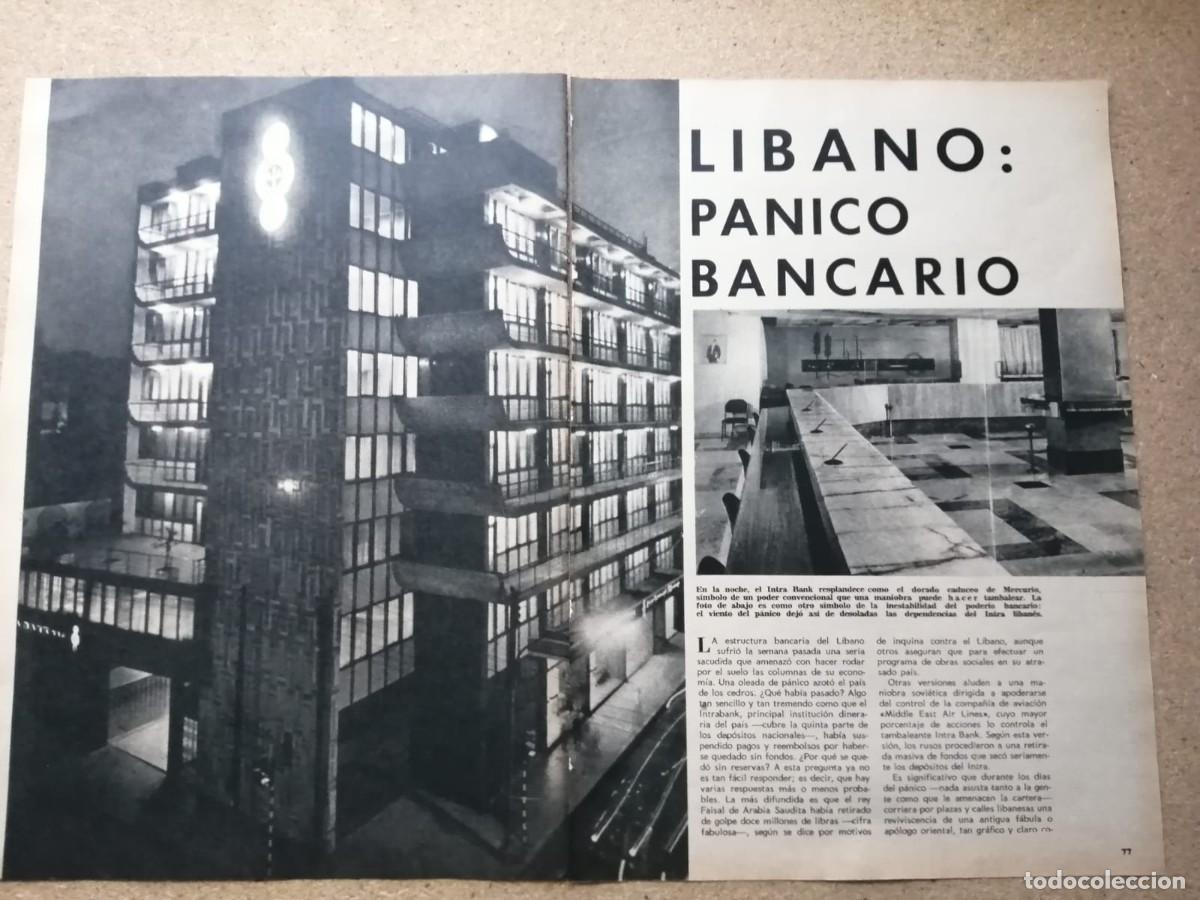 LIBANO:
PANICO
BANCARIO
En la noche, el Intra Bank resplandece como el dorado caduceo de Mercurio,
símbolo de un poder convencional que una maniobra puede hacer tambalear. La
foto de abajo es como otro símbolo de la inestabilidad del poderío bancario:
el viento del pánico dejó así de desoladas las dependencias del Intra libanés.
LA estructura bancaria del Líbano
sufrió la semana pasada una seria
sacudida que amenazó con hacer rodar
por el suelo las columnas de su econo-
mía. Una oleada de pánico azotó el país
de los cedros. ¿Qué había pasado? Algo
tan sencillo y tan tremendo como que el
Intrabank, principal institución dinera-
ria del país —cubre la quinta parte de
los depósitos nacionales—, había sus-
pendido pagos y reembolsos por haber-
se quedado sin fondos. ¿Por qué se que-
dó sin reservas? A esta pregunta ya no
es tan fácil responder; es decir, que hay
varias respuestas más o menos proba-
bles. La más difundida es que el rey
Faisal de Arabia Saudita había retirado
de golpe doce millones de libras —cifra
fabulosa—, según se dice por motivos
de inquina contra el Líbano, aunque
otros aseguran que para efectuar un
programa de obras sociales en su atra-
sado país.
Otras versiones aluden a una ma-
niobra soviética dirigida a apoderarse
del control de la compañía de aviación
«Middle East Air Lines», cuyo mayor
porcentaje de acciones lo controla el
tambaleante Intra Bank. Según esta ver-
sión, los rusos procedieron a una retira-
da masiva de fondos que secó seriamen-
te los depósitos del Intra.
Es significativo que durante los días
del pánico —nada asusta tanto a la gen-
te como que le amenacen la cartera—
corriera por plazas y calles libanesas una
reviviscencia de una antigua fábula o
apólogo oriental, tan gráfico y claro co-
77
todocoleccion